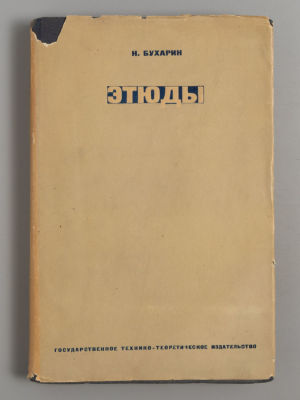 Н. БУХАРИН
ЭТЮДЫ
ГОСУДАРСТВЕННОЕ ТЕХНИКО-ТЕОРЕТИЧЕСКОЕ ИЗДАТЕЛЬСТВО